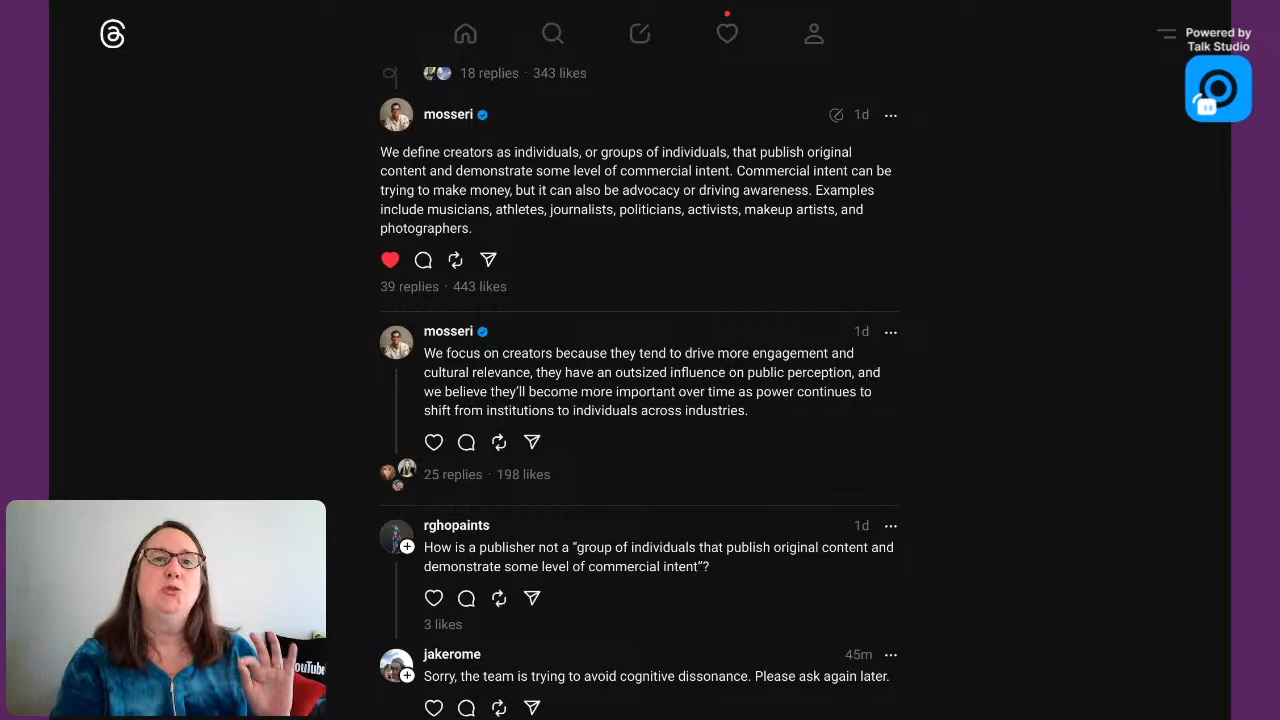 Powered by
Talk Studio
18 replies · 343 likes
mosseri
1d
We define creators as individuals, or groups of individuals, that publish original
content and demonstrate some level of commercial intent. Commercial intent can be
trying to make money, but it can also be advocacy or driving awareness. Examples
include musicians, athletes, journalists, politicians, activists, makeup artists, and
photographers.
39 replies · 443 likes
mosseri
1d
We focus on creators because they tend to drive more engagement and
cultural relevance, they have an outsized influence on public perception, and
we believe they'll become more important over time as power continues to
shift from institutions to individuals across industries.
25 replies · 198 likes
rghopaints
1d
How is a publisher not a “group of individuals that publish original content and
demonstrate some level of commercial intent”?
3 likes
jakerome
45m
Sorry, the team is trying to avoid cognitive dissonance. Please ask again later.
ouTube